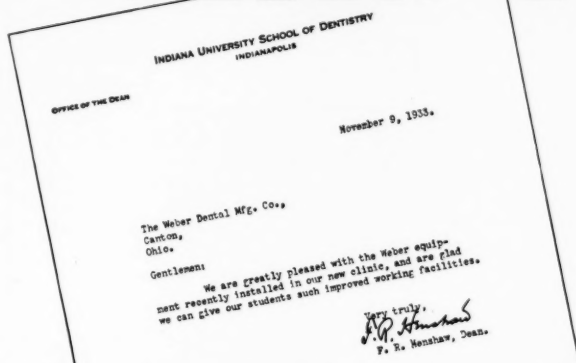 INDIANA UNIVERSITY SCHOOL OF DENTISTRY
INDIANAPOLIS
OFFICE OF THE DEAN
November 9, 1933.
The Weber Dental Mfg. Co.,
Canton,
Ohio.
Gentlemen:
We are greatly pleased with the Weber equip-
ment recently installed in our new clinic, and are glad
we can give our students such improved working facilities.
Very truly,
F. R. Henshaw
F. R. Henshaw, Dean.